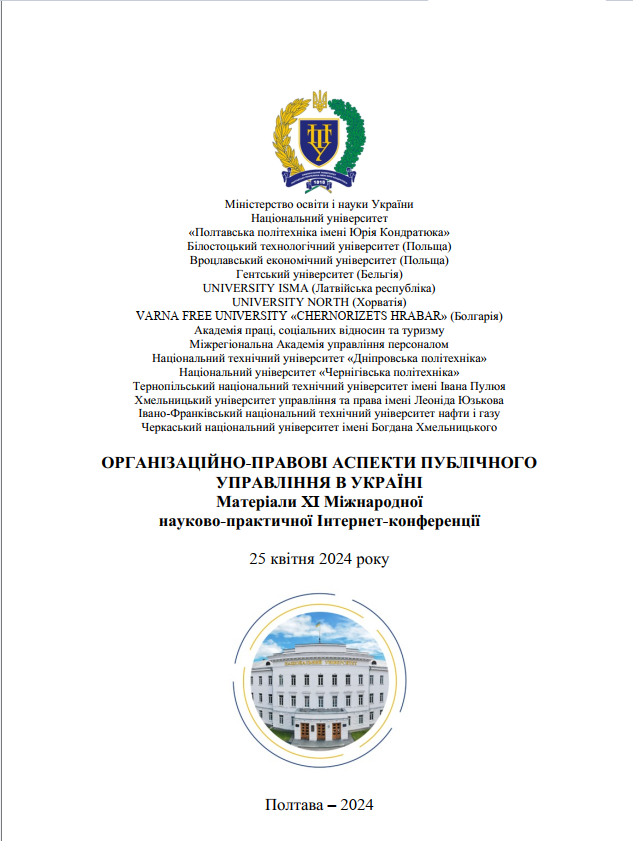 ПП
У
1818
Міністерство освіти і науки України
Національний університет
«Полтавська політехніка імені Юрія Кондратюка»
Білостоцький технологічний університет (Польща)
Вроцлавський економічний університет (Польща)
Гентський університет (Бельгія)
UNIVERSITY ISMA (Латвійська республіка)
UNIVERSITY NORTH (Хорватія)
VARNA FREE UNIVERSITY «CHERNORIZETS HRABAR» (Болгарія)
Академія праці, соціальних відносин та туризму
Міжрегіональна Академія управління персоналом
Національний технічний університет «Дніпровська політехніка»
Національний університет «Чернігівська політехніка»
Тернопільський національний технічний університет імені Івана Пулюя
Хмельницький університет управління та права імені Леоніда Юзькова
Івано-Франківський національний технічний університет нафти і газу
Черкаський національний університет імені Богдана Хмельницького
ОРГАНІЗАЦІЙНО-ПРАВОВІ АСПЕКТИ ПУБЛІЧНОГО
УПРАВЛІННЯ В УКРАЇНІ
Матеріали XI Міжнародної
науково-практичної Інтернет-конференції
25 квітня 2024 року
НАЦІОНАЛЬНИЙ УНІВЕРСИТЕТ
Полтава – 2024